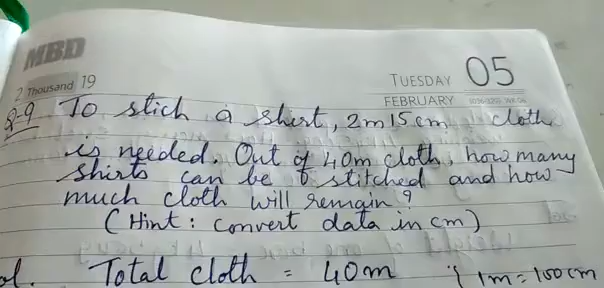 MBD
2 Thousand 19
TUESDAY 05
FEBRUARY
Q-9 To stich a shirt, 2m 15 cm cloth
is needed. Out of 40m cloth, how many
shirts can be stitched and how
much cloth will remain?
(Hint: convert data in cm)
Total cloth = 40m { 1m = 100 cm